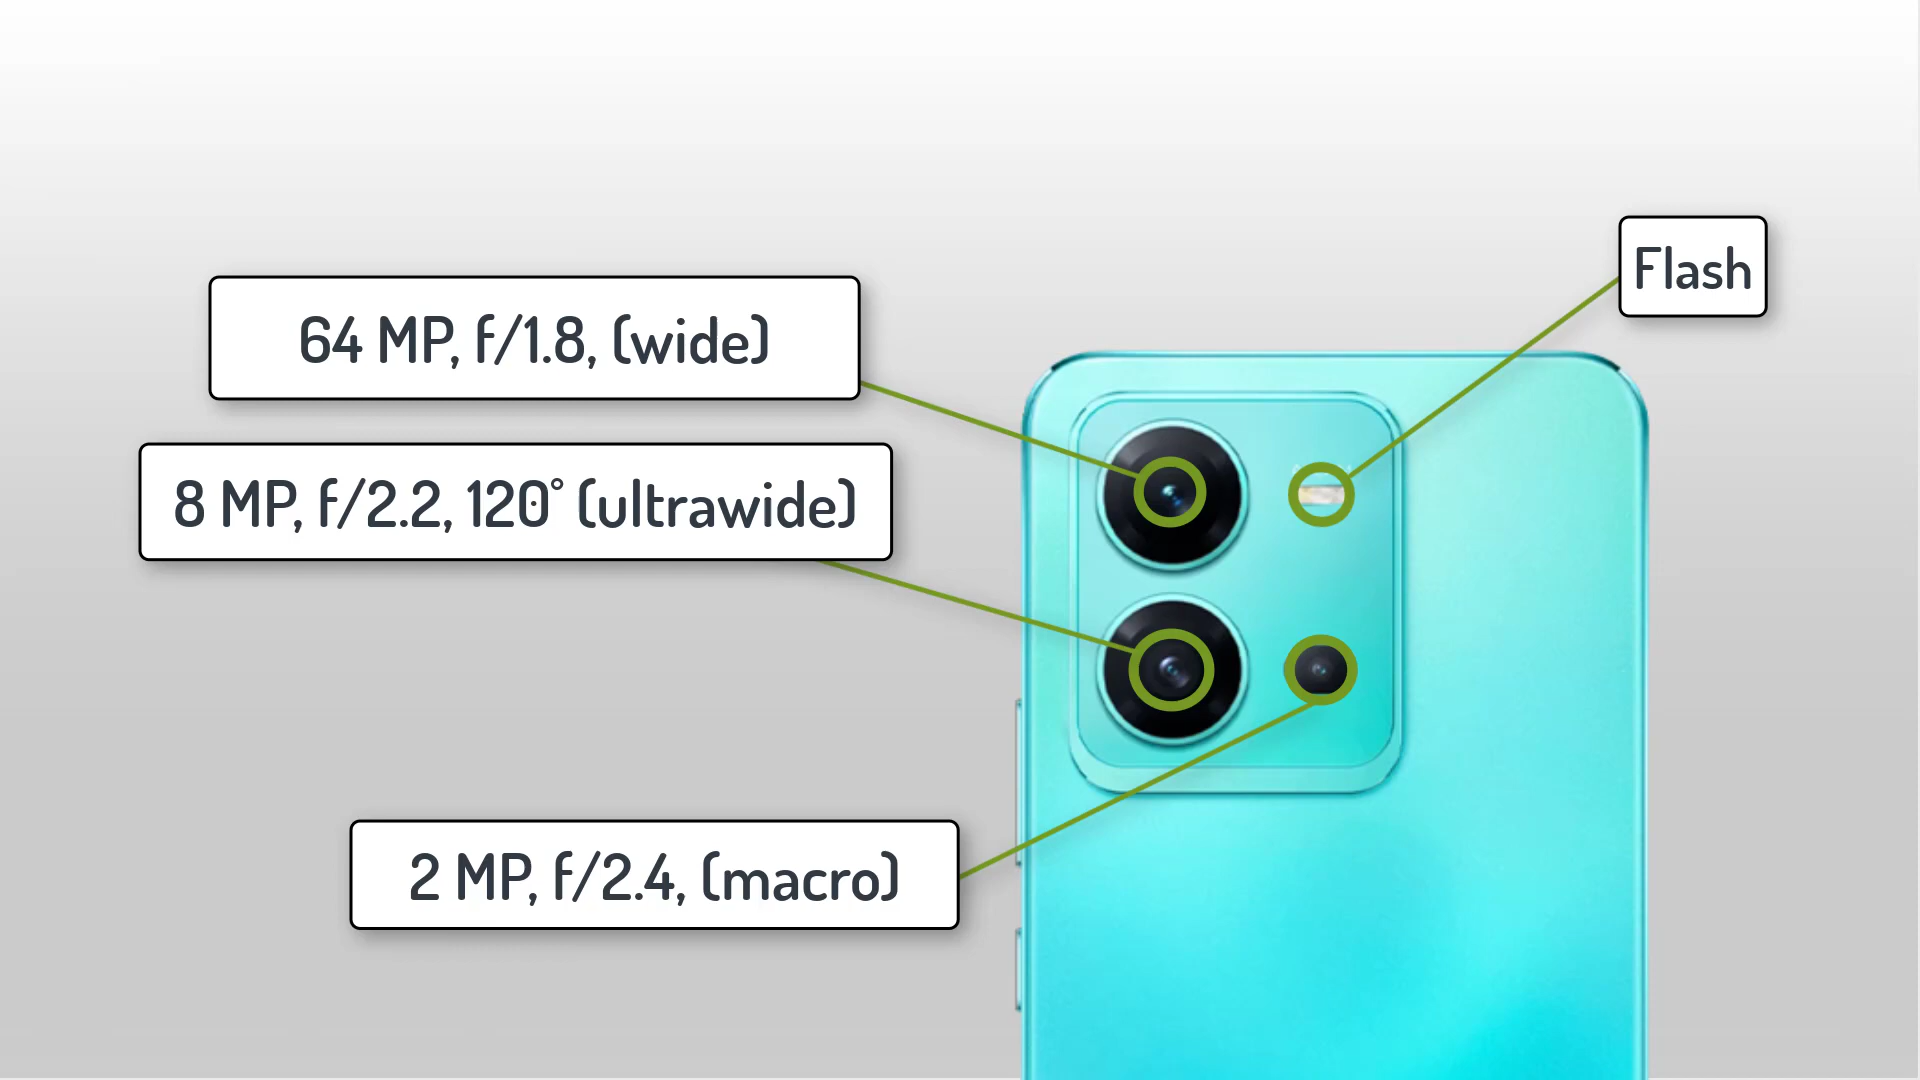 Flash
64 MP, f/1.8, (wide)
8 MP, f/2.2, 120° (ultrawide)
2 MP, f/2.4, (macro)